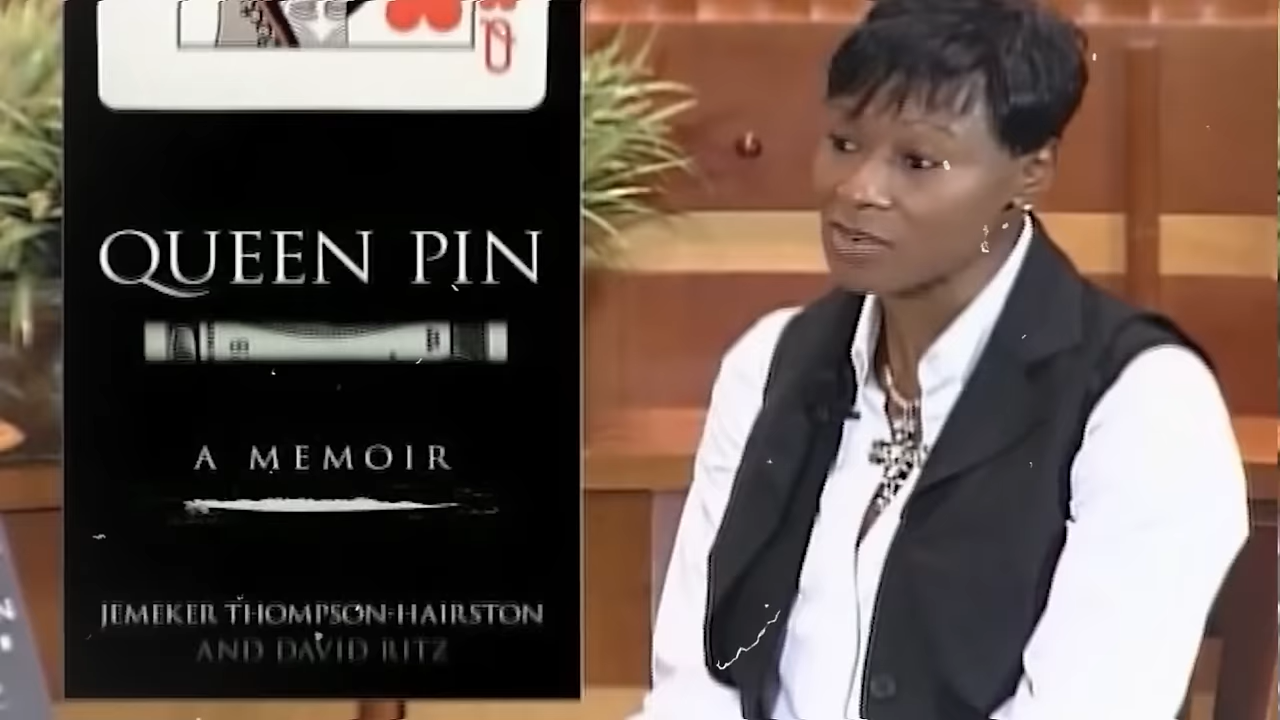 Q
QUEEN PIN
A MEMOIR
JEMEKER THOMPSON-HAIRSTON
AND DAVID RITZ